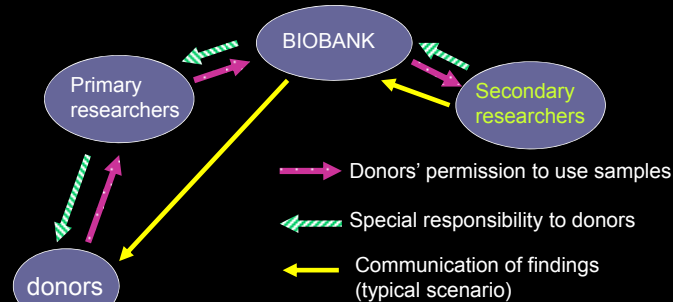 BIOBANK
Primary
researchers
Secondary
researchers
Donors' permission to use samples
Special responsibility to donors
donors
Communication of findings
(typical scenario)